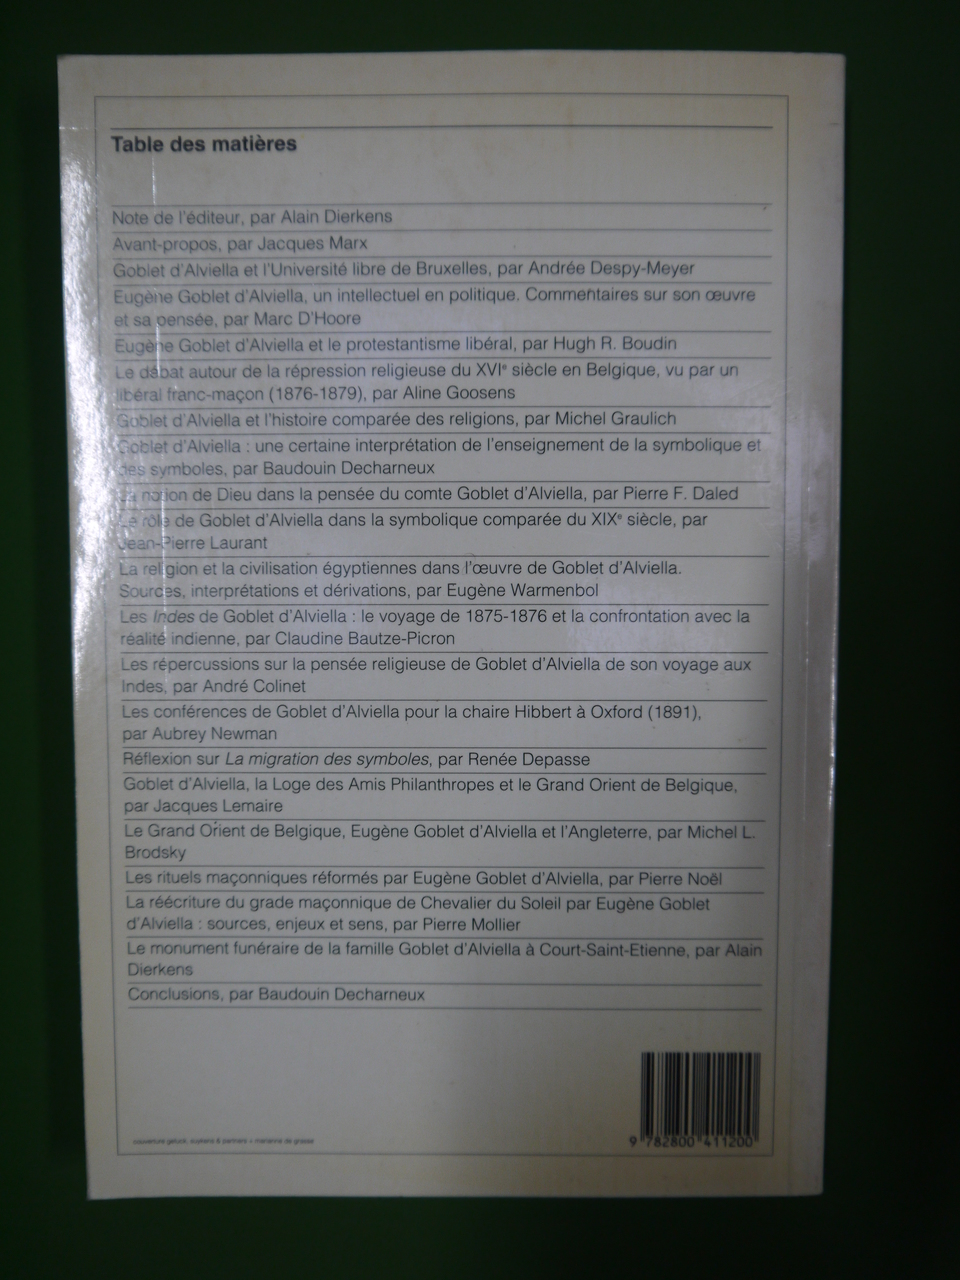 Table des matières
Note de l'éditeur, par Alain Dierkens
Avant-propos, par Jacques Marx
Goblet d'Alviella et l'Université libre de Bruxelles, par Andrée Despy-Meyer
Eugène Goblet d'Alviella, un intellectuel en politique. Commentaires sur son œuvre
et sa pensée, par Marc D'Hoore
Eugène Goblet d'Alviella et le protestantisme libéral, par Hugh R. Boudin
Le débat autour de la répression religieuse du XVIe siècle en Belgique, vu par un
libéral franc-maçon (1876-1879), par Aline Goosens
Goblet d'Alviella et l'histoire comparée des religions, par Michel Graulich
Goblet d'Alviella : une certaine interprétation de l'enseignement de la symbolique et
des symboles, par Baudouin Decharneux
La notion de Dieu dans la pensée du comte Goblet d'Alviella, par Pierre F. Daled
Le rôle de Goblet d'Alviella dans la symbolique comparée du XIXe siècle, par
Jean-Pierre Laurant
La religion et la civilisation égyptiennes dans l'œuvre de Goblet d'Alviella.
Sources, interprétations et dérivations, par Eugène Warmenbol
Les Indes de Goblet d'Alviella : le voyage de 1875-1876 et la confrontation avec la
réalité indienne, par Claudine Bautze-Picron
Les répercussions sur la pensée religieuse de Goblet d'Alviella de son voyage aux
Indes, par André Colinet
Les conférences de Goblet d'Alviella pour la chaire Hibbert à Oxford (1891),
par Aubrey Newman
Réflexion sur La migration des symboles, par Renée Depasse
Goblet d'Alviella, la Loge des Amis Philanthropes et le Grand Orient de Belgique,
par Jacques Lemaire
Le Grand Orient de Belgique, Eugène Goblet d'Alviella et l'Angleterre, par Michel L.
Brodsky
Les rituels maçonniques réformés par Eugène Goblet d'Alviella, par Pierre Noël
La réécriture du grade maçonnique de Chevalier du Soleil par Eugène Goblet
d'Alviella : sources, enjeux et sens, par Pierre Mollier
Le monument funéraire de la famille Goblet d'Alviella à Court-Saint-Etienne, par Alain
Dierkens
Conclusions, par Baudouin Decharneux
9 782800 411200
couverture geluck, & partners